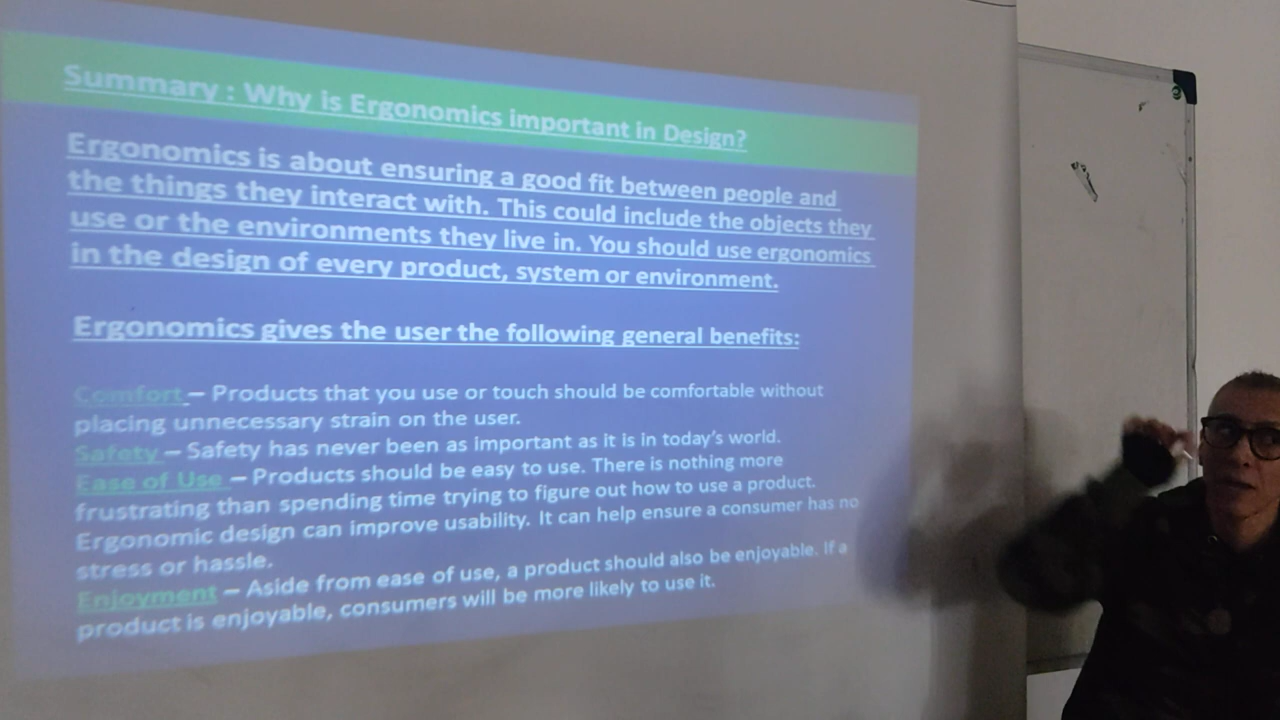 Summary : Why is Ergonomics important in Design?
Ergonomics is about ensuring a good fit between people and
the things they interact with. This could include the objects they
use or the environments they live in. You should use ergonomics
in the design of every product, system or environment.
Ergonomics gives the user the following general benefits:
Comfort – Products that you use or touch should be comfortable without
placing unnecessary strain on the user.
Safety – Safety has never been as important as it is in today's world.
Ease of Use – Products should be easy to use. There is nothing more
frustrating than spending time trying to figure out how to use a product.
Ergonomic design can improve usability. It can help ensure a consumer has no
stress or hassle.
Enjoyment – Aside from ease of use, a product should also be enjoyable. If a
product is enjoyable, consumers will be more likely to use it.